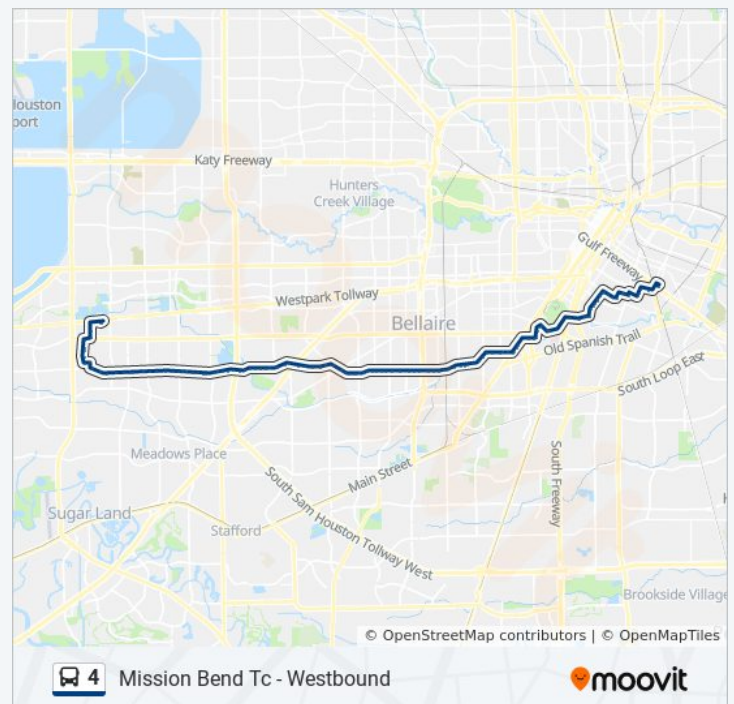 louston
port
Katy Freeway
Hunters
Creek Village
Gulf Freeway
Westpark Tollway
Bellaire
Old Spanish Trail
South Loop East
Meadows Place
Main Street
South Freeway
Sugar Land
Stafford
South Sam Houston Tollway West
Brookside Village
© OpenStreetMap contributors | © OpenMapTiles
4 Mission Bend Tc - Westbound
moovit